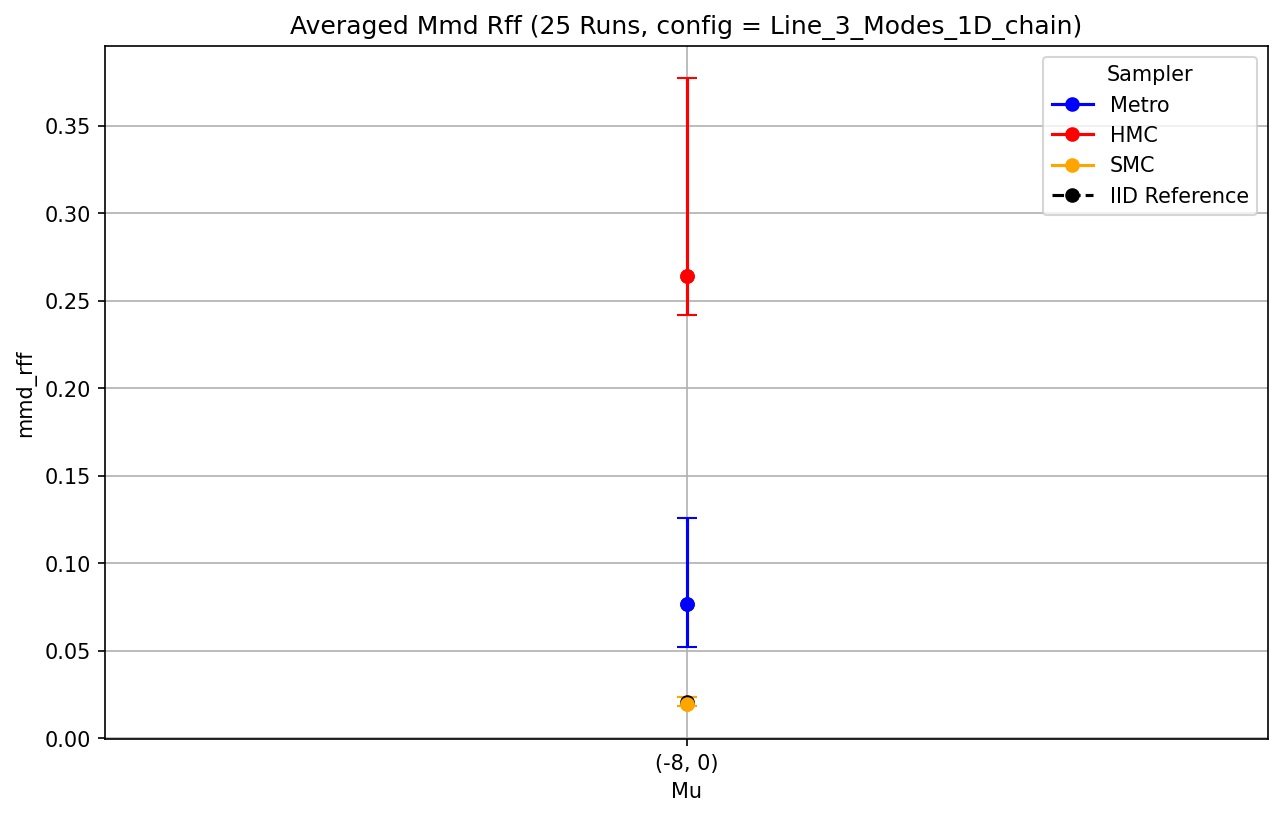 Averaged Mmd Rff (25 Runs, config = Line_3_Modes_1D_chain)
Sampler
Metro
HMC
SMC
IID Reference
mmd_rff
0.35
0.30
0.25
0.20
0.15
0.10
0.05
0.00
(-8, 0)
Mu